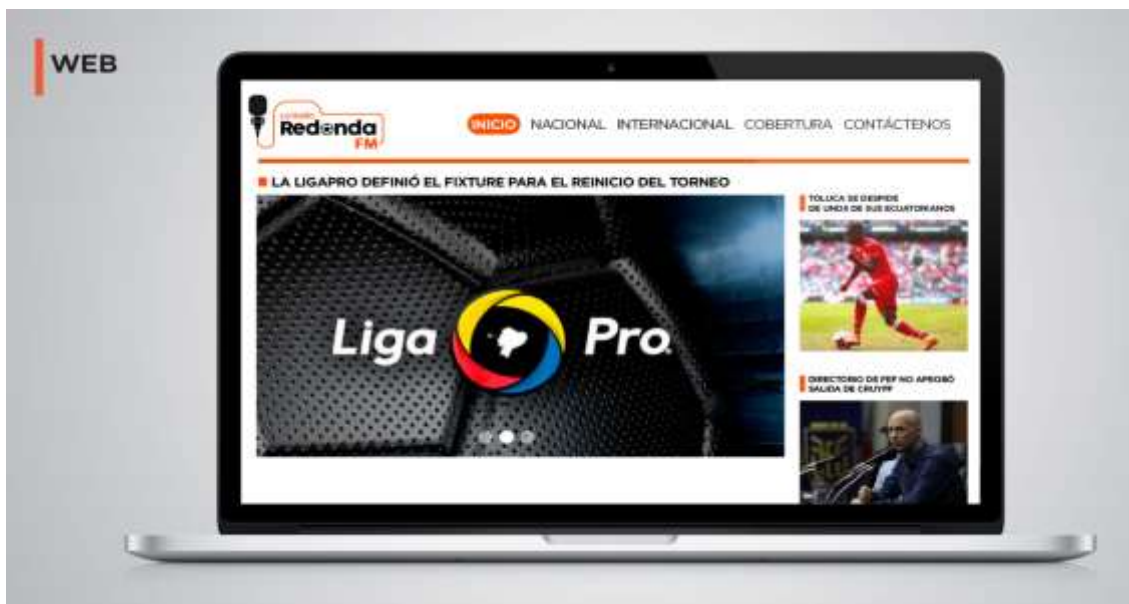 WEB
Redonda
FM
INICIO NACIONAL INTERNACIONAL COBERTURA CONTÁCTENOS
LA LIGAPRO DEFINIÓ EL FIXTURE PARA EL REINICIO DEL TORNEO
Liga Pro
TOLUCA SE DESPIDE
DE UNOS DE SUS ECUATORIANOS
DIRECTORIO DE FEF NO APROBÓ
SALIDA DE CRUYFF